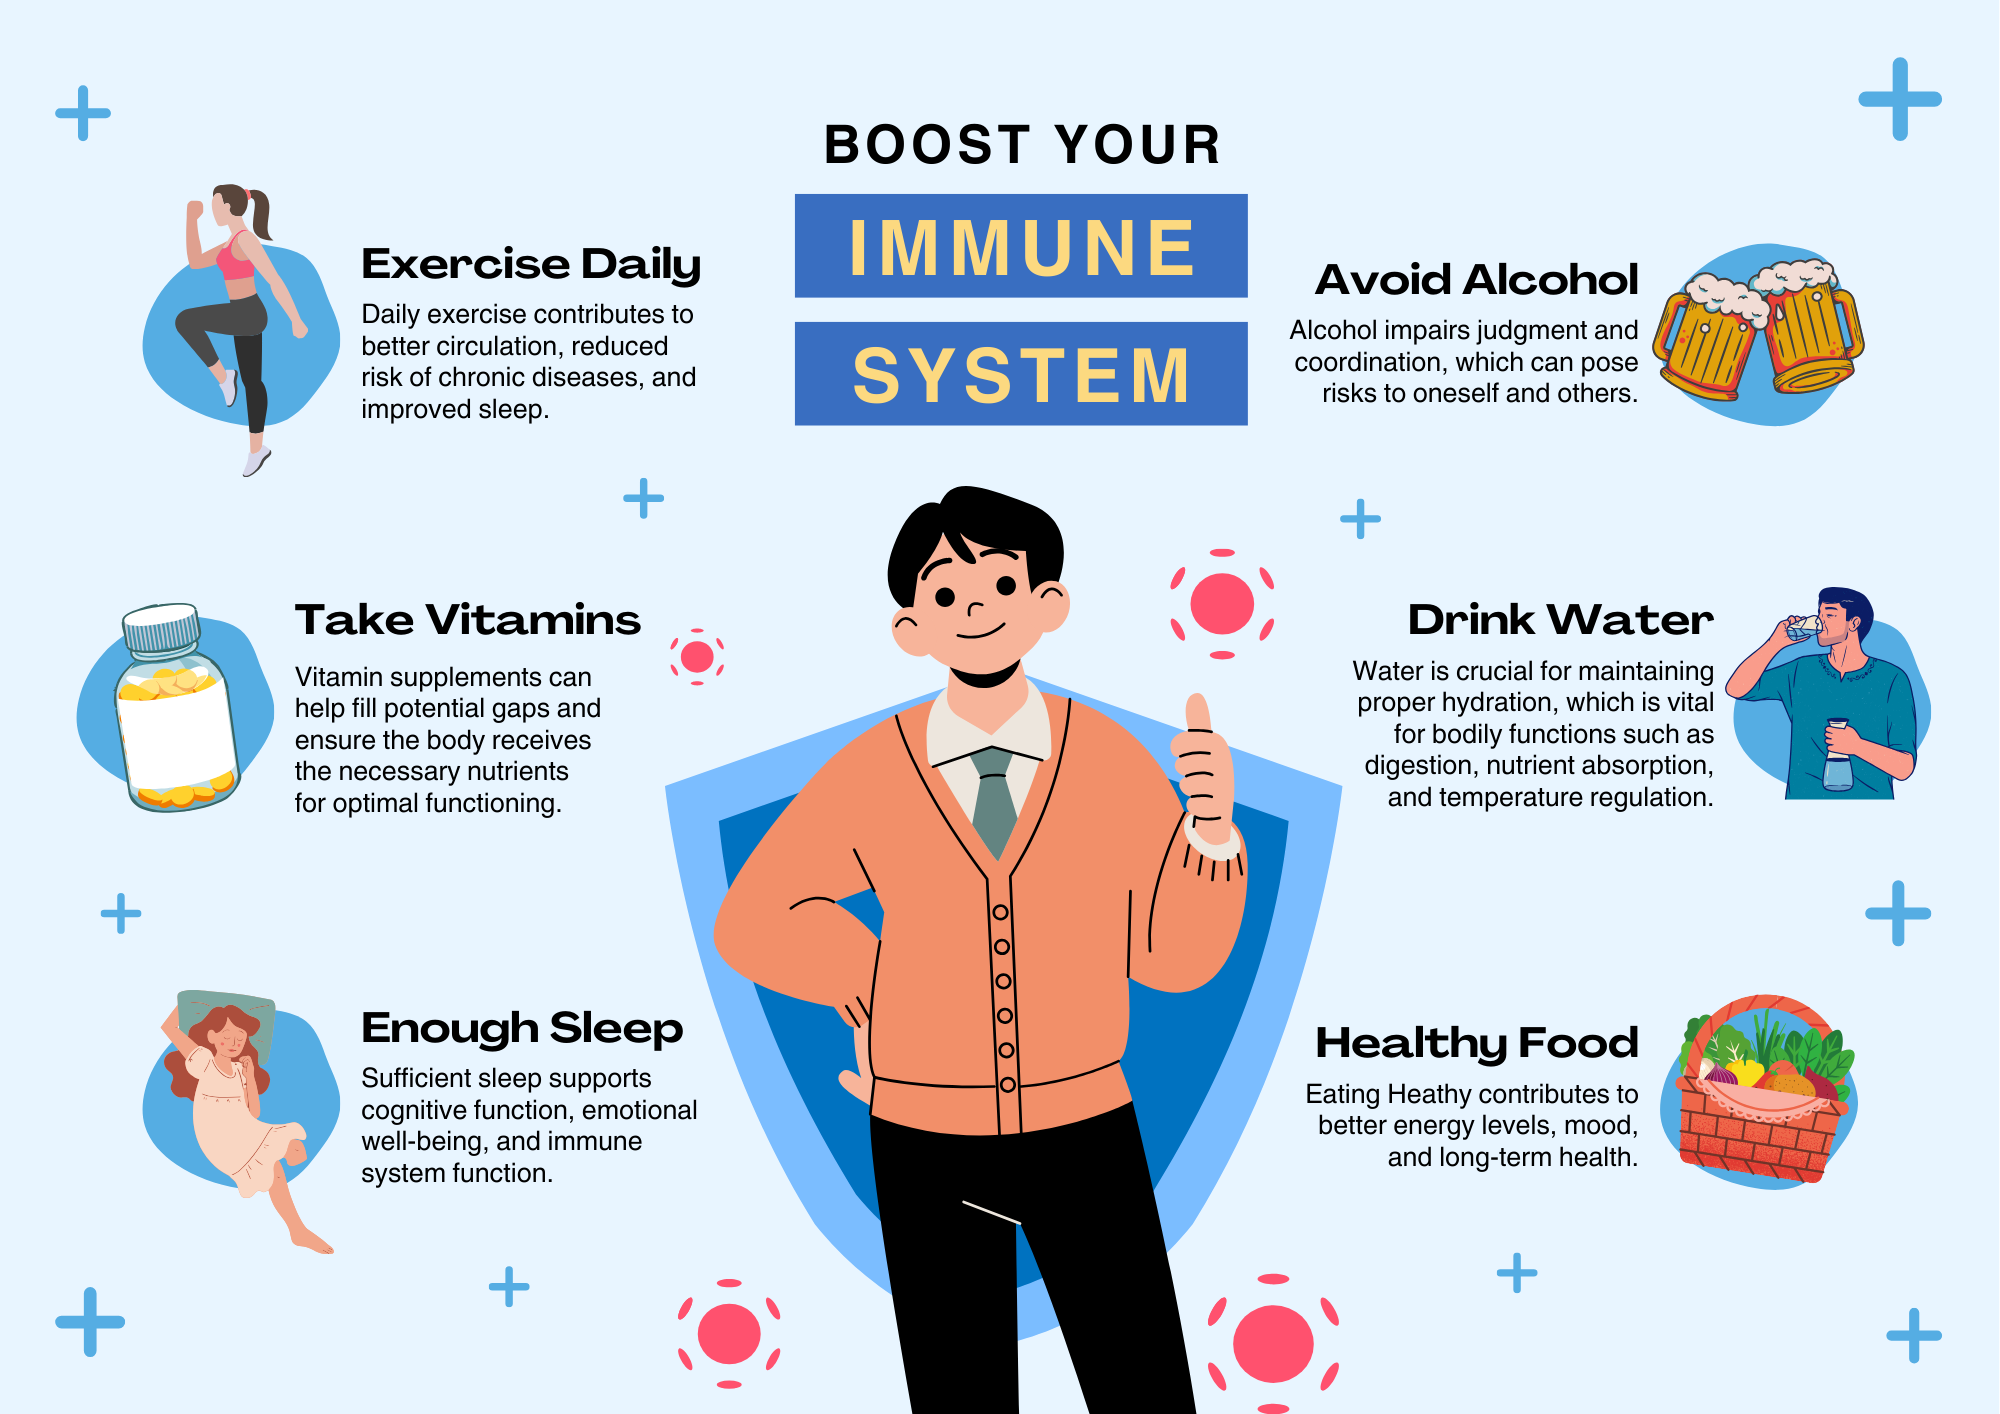 BOOST YOUR
IMMUNE
SYSTEM
Exercise Daily
Daily exercise contributes to
better circulation, reduced
risk of chronic diseases, and
improved sleep.
Take Vitamins
Vitamin supplements can
help fill potential gaps and
ensure the body receives
the necessary nutrients
for optimal functioning.
Enough Sleep
Sufficient sleep supports
cognitive function, emotional
well-being, and immune
system function.
Avoid Alcohol
Alcohol impairs judgment and
coordination, which can pose
risks to oneself and others.
Drink Water
Water is crucial for maintaining
proper hydration, which is vital
for bodily functions such as
digestion, nutrient absorption,
and temperature regulation.
Healthy Food
Eating Heathy contributes to
better energy levels, mood,
and long-term health.